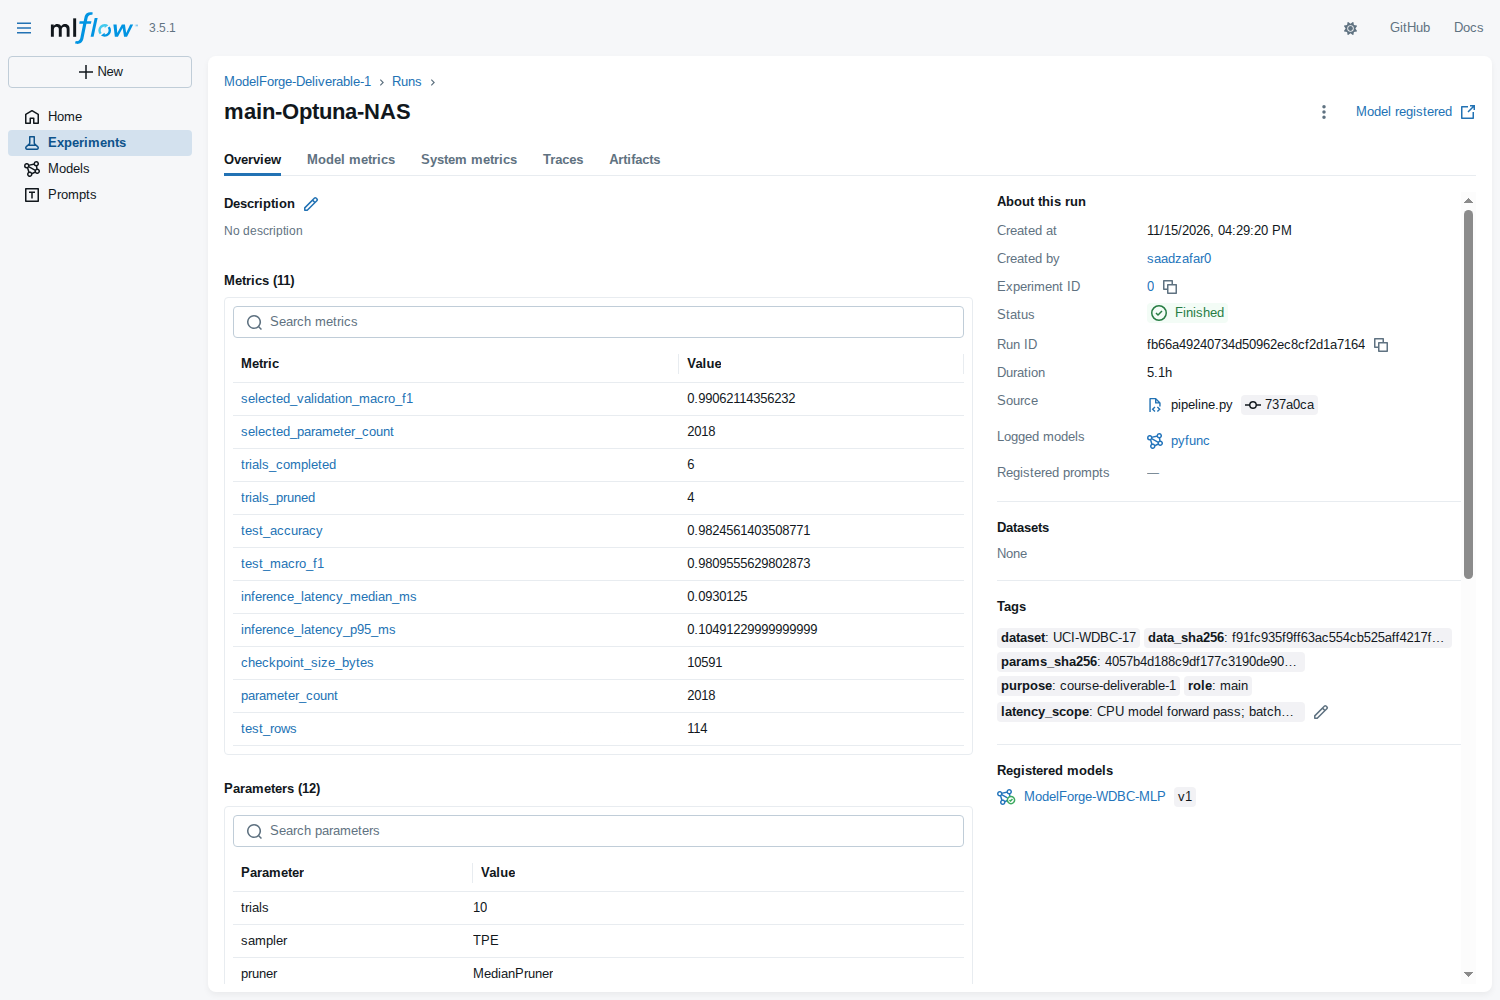 mlflow 3.5.1
GitHub
Docs
New
Home
Experiments
Models
Prompts
ModelForge-Deliverable-1 › Runs ›
main-Optuna-NAS
Model registered
Overview
Model metrics
System metrics
Traces
Artifacts
Description
No description
Metrics (11)
Search metrics
Metric Value
selected_validation_macro_f1 0.99062114356232
selected_parameter_count 2018
trials_completed 6
trials_pruned 4
test_accuracy 0.9824561403508771
test_macro_f1 0.9809555629802873
inference_latency_median_ms 0.0930125
inference_latency_p95_ms 0.10491229999999999
checkpoint_size_bytes 10591
parameter_count 2018
test_rows 114
Parameters (12)
Search parameters
Parameter Value
trials 10
sampler TPE
pruner MedianPruner
About this run
Created at 11/15/2026, 04:29:20 PM
Created by saadzafar0
Experiment ID 0
Status Finished
Run ID fb66a49240734d50962ec8cf2d1a7164
Duration 5.1h
Source pipeline.py 737a0ca
Logged models pyfunc
Registered prompts —
Datasets
None
Tags
dataset: UCI-WDBC-17 data_sha256: f91fc935f9ff63ac554cb525aff4217f...
params_sha256: 4057b4d188c9df177c3190de90...
purpose: course-deliverable-1 role: main
latency_scope: CPU model forward pass; batch...
Registered models
ModelForge-WDBC-MLP v1